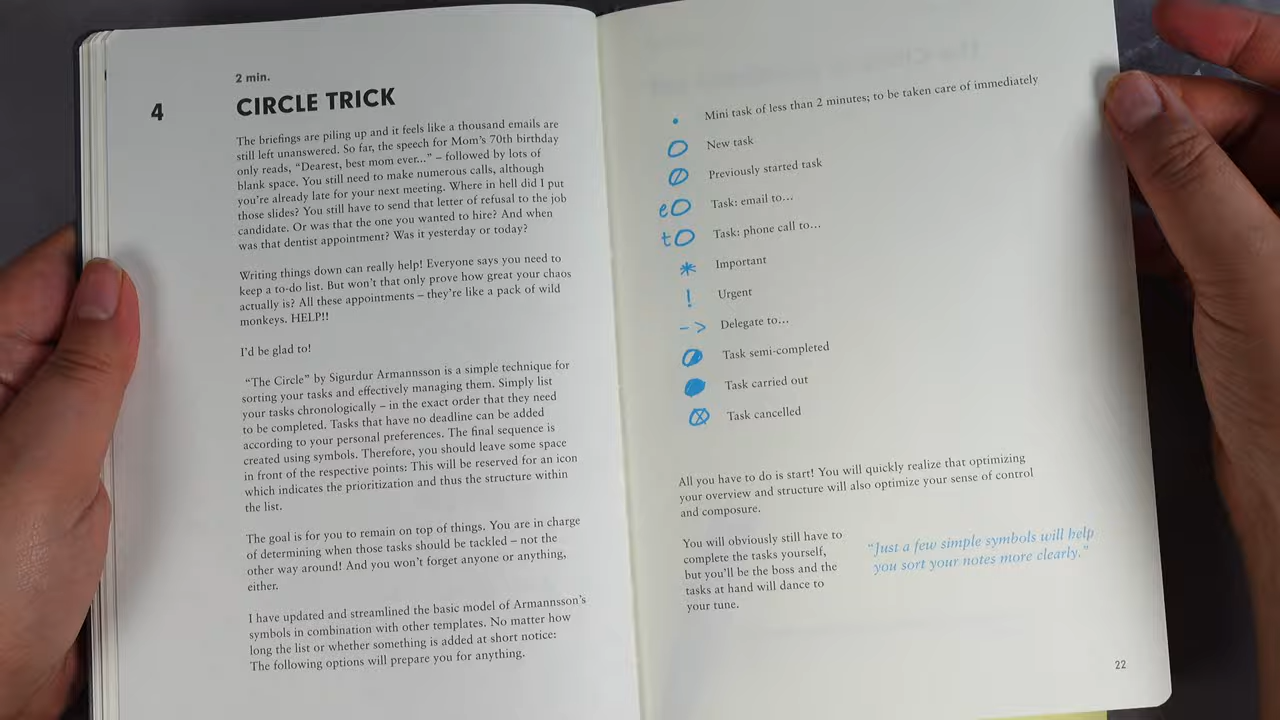 2 min.
4 CIRCLE TRICK
The briefings are piling up and it feels like a thousand emails are
still left unanswered. So far, the speech for Mom's 70th birthday
only reads, “Dearest, best mom ever...” – followed by lots of
blank space. You still need to make numerous calls, although
you're already late for your next meeting. Where in hell did I put
those slides? You still have to send that letter of refusal to the job
candidate. Or was that the one you wanted to hire? And when
was that dentist appointment? Was it yesterday or today?
Writing things down can really help! Everyone says you need to
keep a to-do list. But won't that only prove how great your chaos
actually is? All these appointments – they're like a pack of wild
monkeys. HELP!!
I'd be glad to!
“The Circle” by Sigurdur Armannsson is a simple technique for
sorting your tasks and effectively managing them. Simply list
your tasks chronologically – in the exact order that they need
to be completed. Tasks that have no deadline can be added
according to your personal preferences. The final sequence is
created using symbols. Therefore, you should leave some space
in front of the respective points: This will be reserved for an icon
which indicates the prioritization and thus the structure within
the list.
The goal is for you to remain on top of things. You are in charge
of determining when those tasks should be tackled – not the
other way around! And you won't forget anyone or anything,
either.
I have updated and streamlined the basic model of Armannsson's
symbols in combination with other templates. No matter how
long the list or whether something is added at short notice:
The following options will prepare you for anything.
Mini task of less than 2 minutes; to be taken care of immediately
New task
Previously started task
e Task: email to...
t Task: phone call to...
* Important
! Urgent
-> Delegate to...
Task semi-completed
Task carried out
Task cancelled
All you have to do is start! You will quickly realize that optimizing
your overview and structure will also optimize your sense of control
and composure.
You will obviously still have to
complete the tasks yourself,
but you'll be the boss and the
tasks at hand will dance to
your tune.
“Just a few simple symbols will help
you sort your notes more clearly.”
22